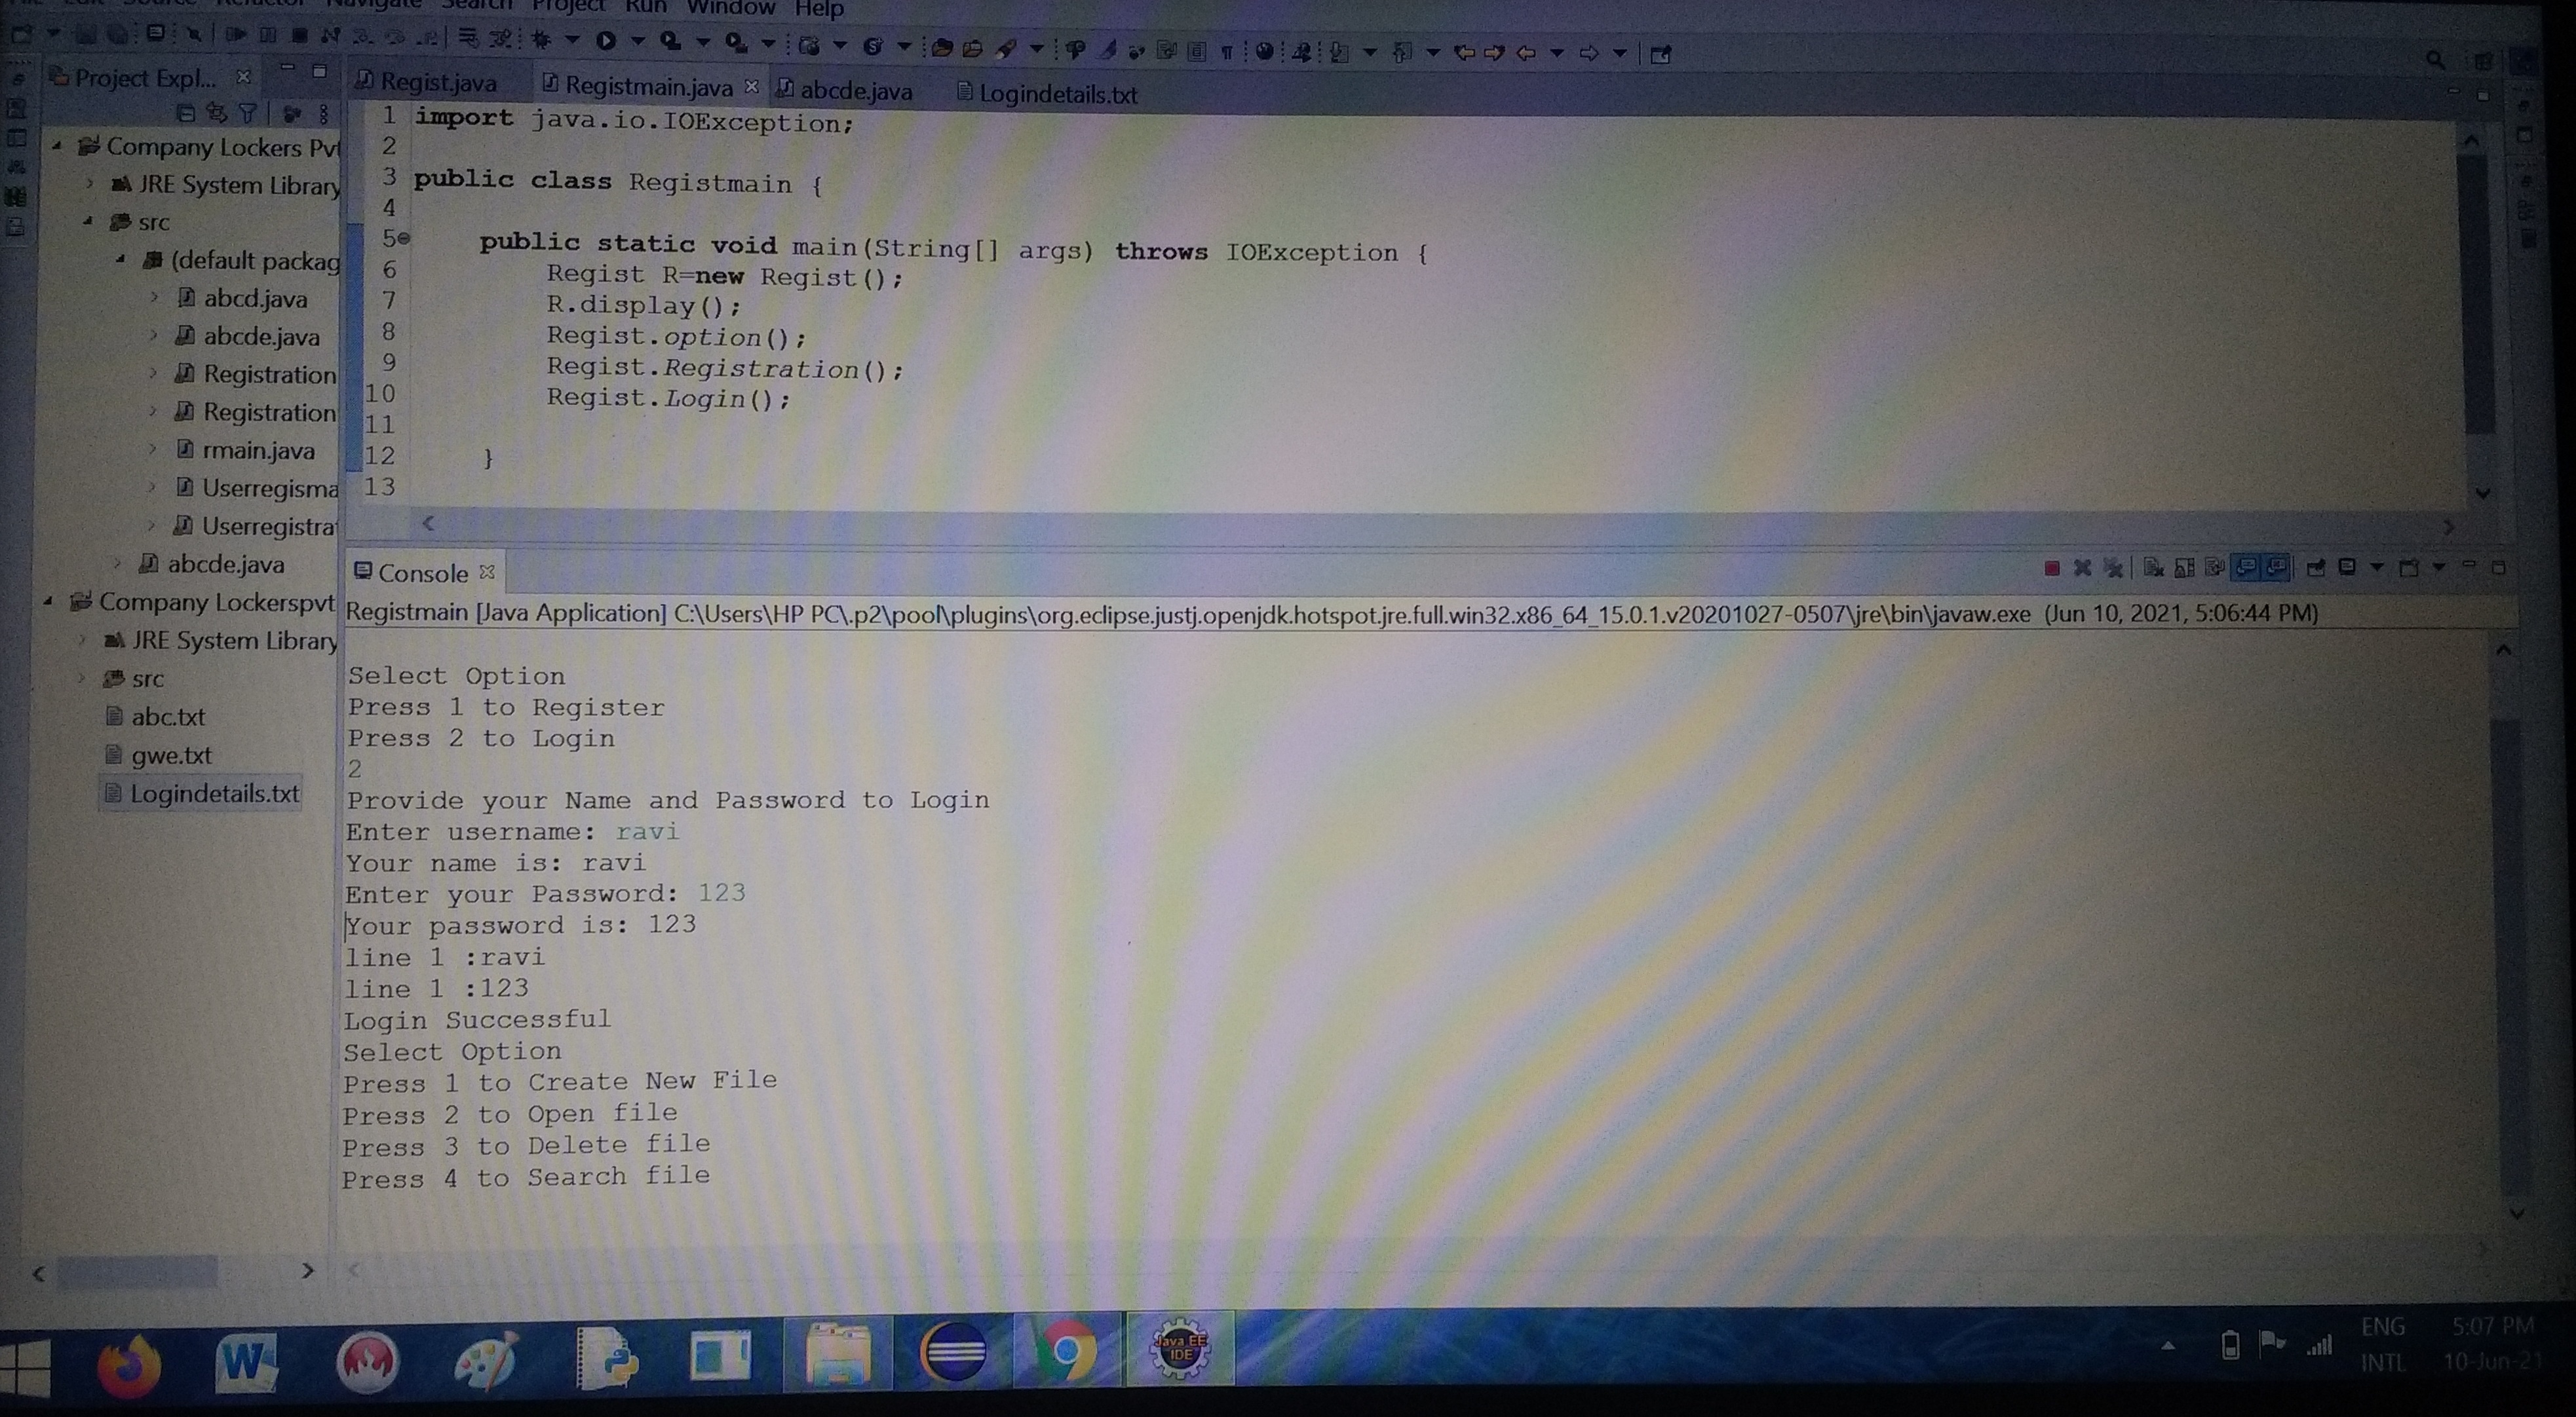 Edit Source Refactor Navigate Search Project Run Window Help
Project Expl...
Regist.java
Registmain.java
abcde.java
Logindetails.txt
Company Lockers Pvt
JRE System Library
src
(default packag
abcd.java
abcde.java
Registration
Registration
rmain.java
Userregisma
Userregistra
abcde.java
Company Lockerspvt
JRE System Library
src
abc.txt
gwe.txt
Logindetails.txt
1 import java.io.IOException;
2
3 public class Registmain {
4
5 public static void main(String[] args) throws IOException {
6 Regist R=new Regist();
7 R.display();
8 Regist.option();
9 Regist.Registration();
10 Regist.Login();
11
12 }
13
Console
Registmain [Java Application] C:\Users\HP PC\.p2\pool\plugins\org.eclipse.justj.openjdk.hotspot.jre.full.win32.x86_64_15.0.1.v20201027-0507\jre\bin\javaw.exe (Jun 10, 2021, 5:06:44 PM)
Select Option
Press 1 to Register
Press 2 to Login
2
Provide your Name and Password to Login
Enter username: ravi
Your name is: ravi
Enter your Password: 123
Your password is: 123
line 1 :ravi
line 1 :123
Login Successful
Select Option
Press 1 to Create New File
Press 2 to Open file
Press 3 to Delete file
Press 4 to Search file
W
Java EE
IDE
ENG
INTL
5:07 PM
10-Jun-21